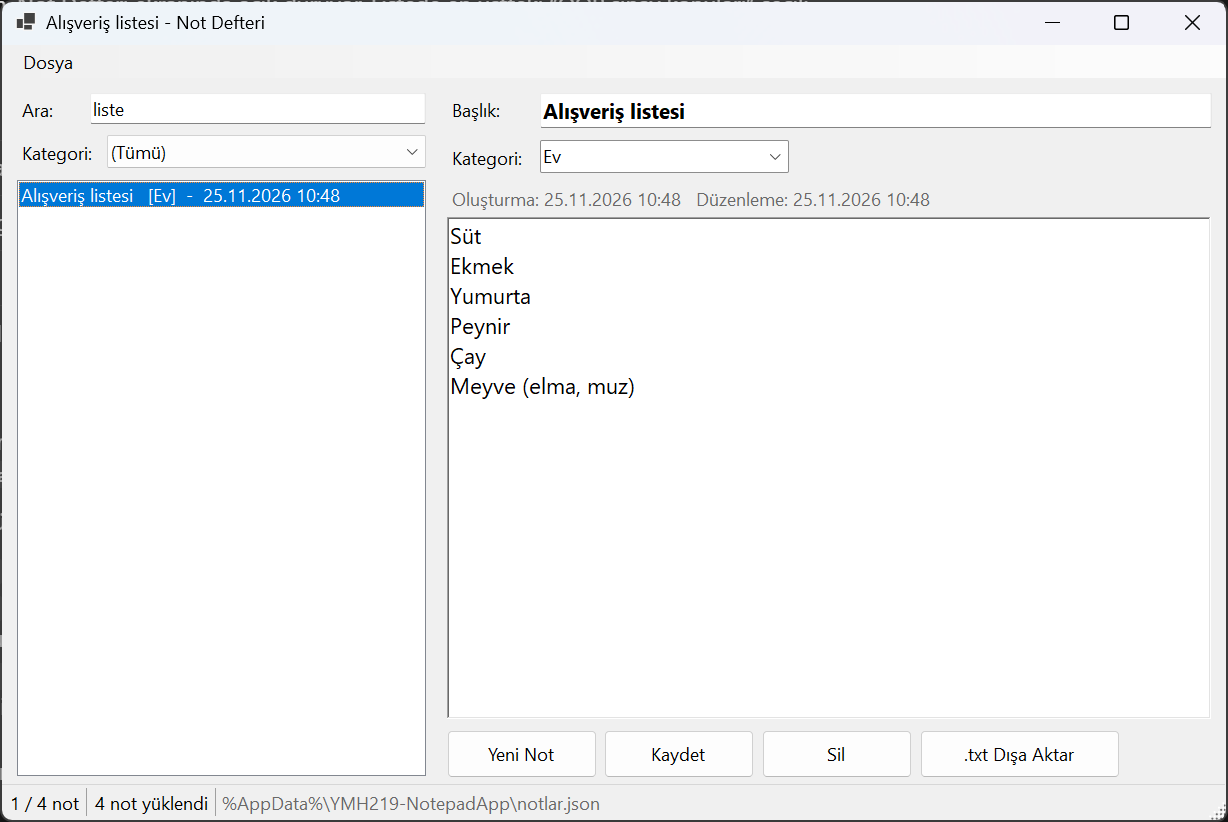 Alışveriş listesi - Not Defteri
Dosya
Ara: liste
Kategori: (Tümü)
Alışveriş listesi [Ev] - 25.11.2026 10:48
Başlık: Alışveriş listesi
Kategori: Ev
Oluşturma: 25.11.2026 10:48 Düzenleme: 25.11.2026 10:48
Süt
Ekmek
Yumurta
Peynir
Çay
Meyve (elma, muz)
Yeni Not Kaydet Sil .txt Dışa Aktar
1 / 4 not 4 not yüklendi %AppData%\YMH219-NotepadApp\notlar.json